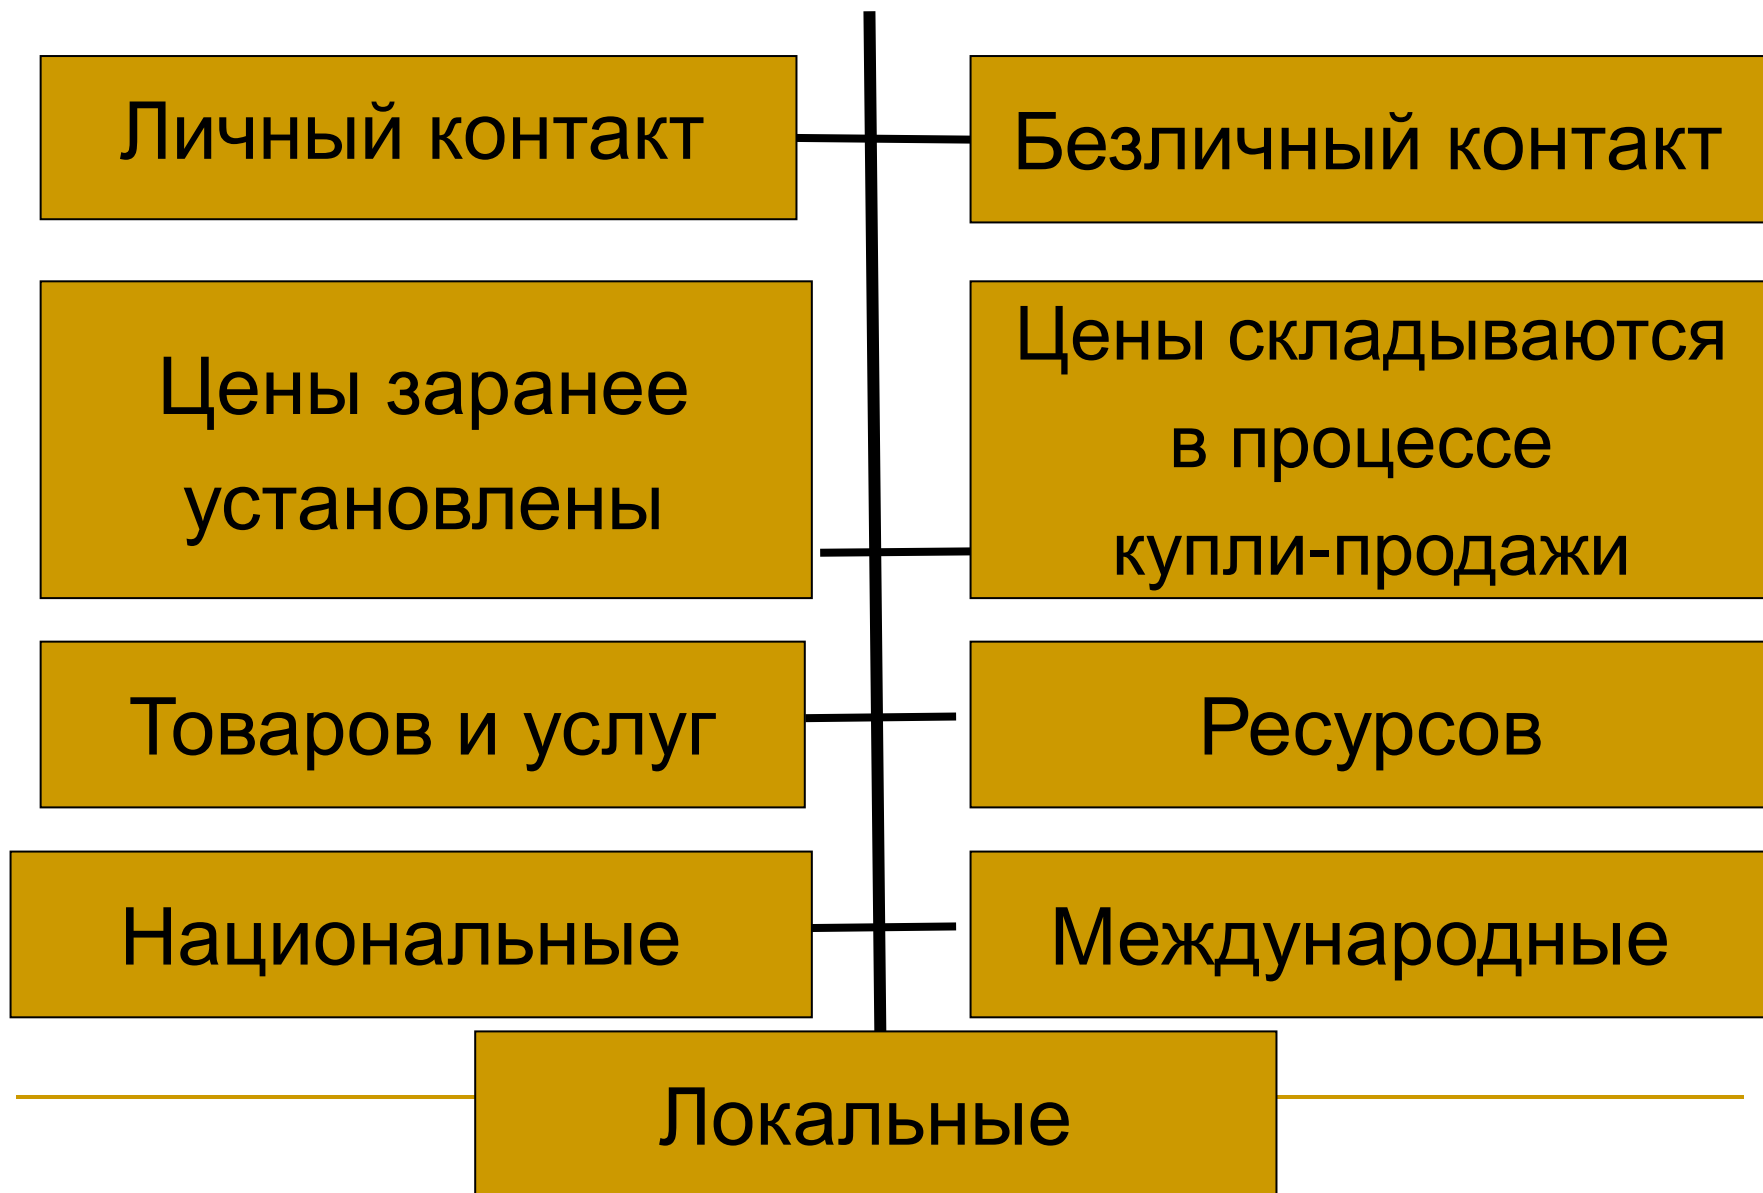 Личный контакт
Безличный контакт
Цены заранее
установлены
Цены складываются
в процессе
купли-продажи
Товаров и услуг
Ресурсов
Национальные
Международные
Локальные